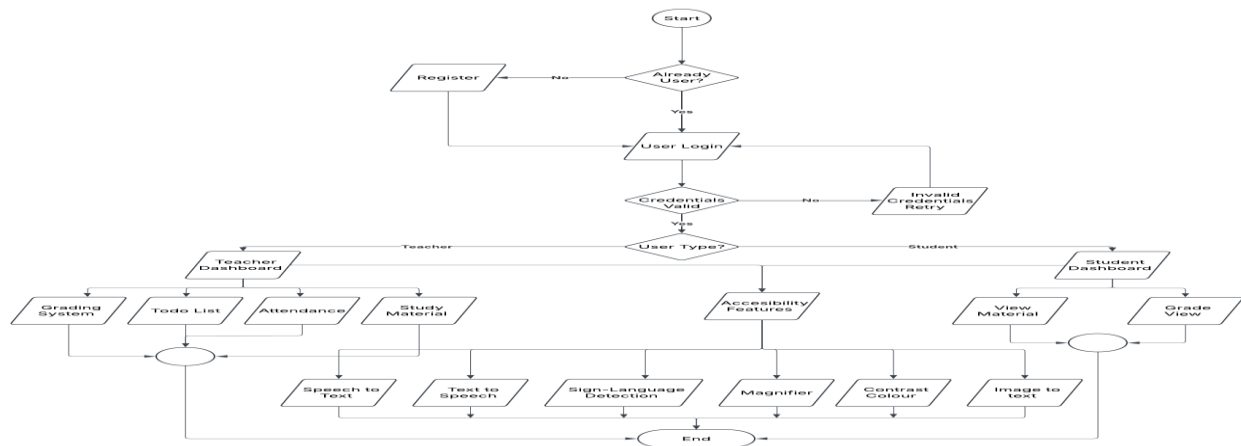 Start
Already
User?
No
Register
Yes
User Login
Credentials
Valid
No
Invalid
Credentials
Retry
Yes
User Type?
Teacher
Student
Teacher
Dashboard
Student
Dashboard
Grading
System
Todo List
Attendance
Study
Material
Accesibility
Features
View
Material
Grade
View
Speech to
Text
Text to
Speech
Sign-Language
Detection
Magnifier
Contrast
Colour
Image to
text
End